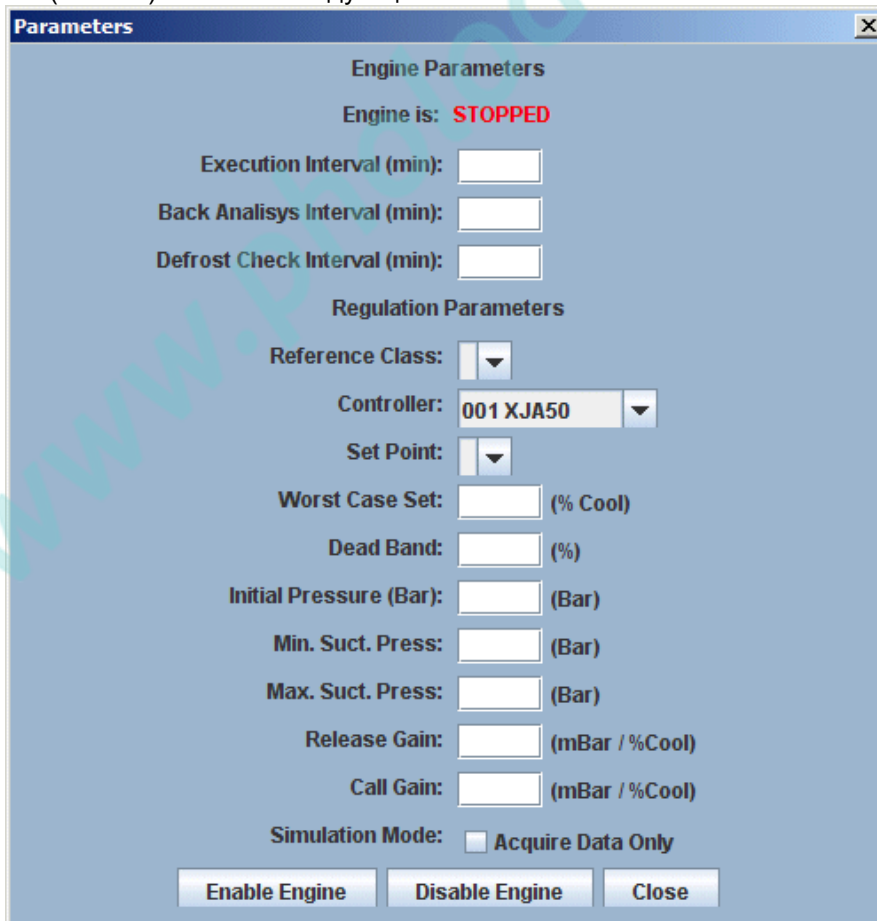 Parameters
Engine Parameters
Engine is: STOPPED
Execution Interval (min):
Back Analisys Interval (min):
Defrost Check Interval (min):
Regulation Parameters
Reference Class:
Controller: 001 XJA50
Set Point:
Worst Case Set: (% Cool)
Dead Band: (%)
Initial Pressure (Bar): (Bar)
Min. Suct. Press: (Bar)
Max. Suct. Press: (Bar)
Release Gain: (mBar / %Cool)
Call Gain: (mBar / %Cool)
Simulation Mode: Acquire Data Only
Enable Engine Disable Engine Close